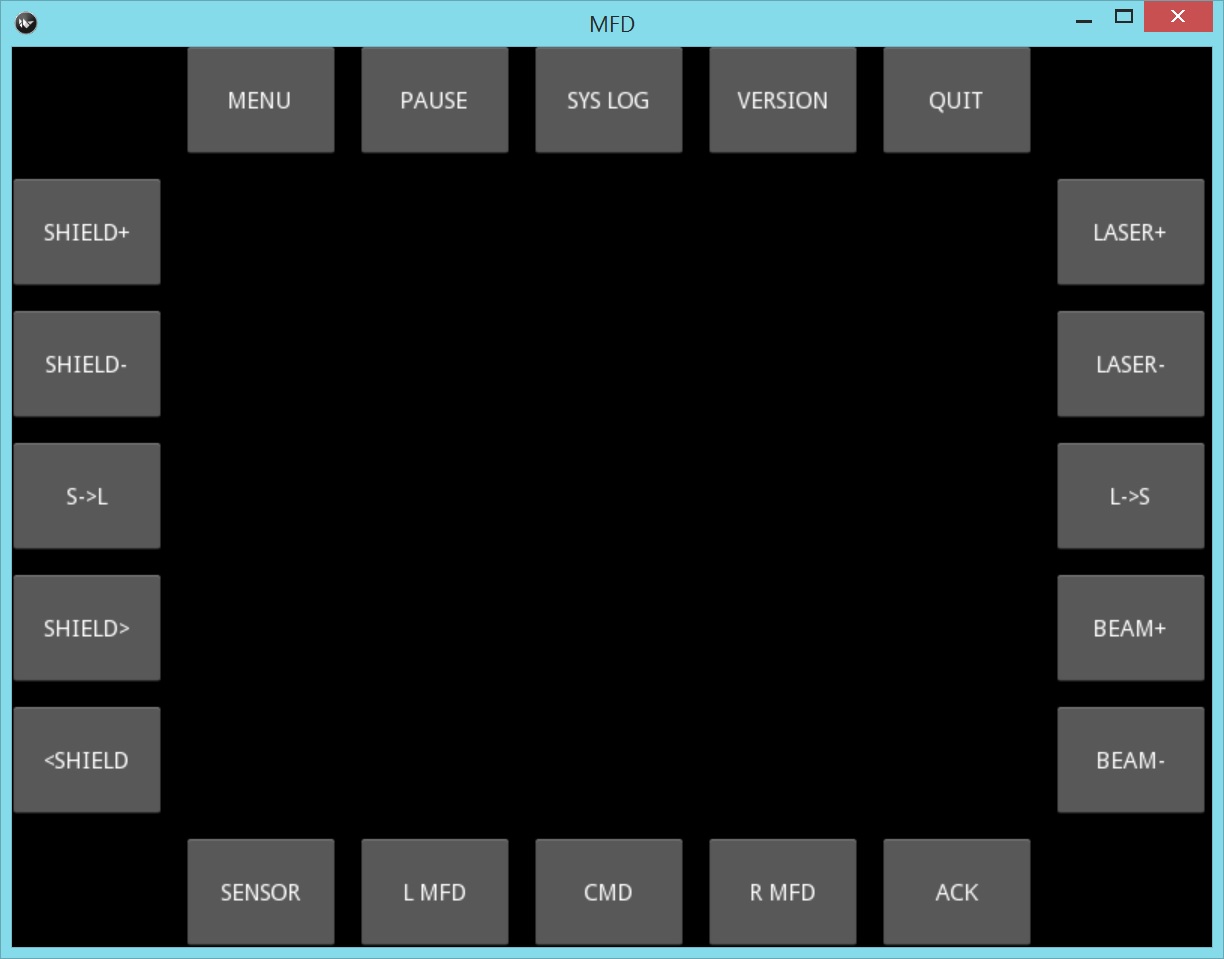 MFD
MENU PAUSE SYS LOG VERSION QUIT
SHIELD+ LASER+
SHIELD- LASER-
S->L L->S
SHIELD> BEAM+
<SHIELD BEAM-
SENSOR L MFD CMD R MFD ACK